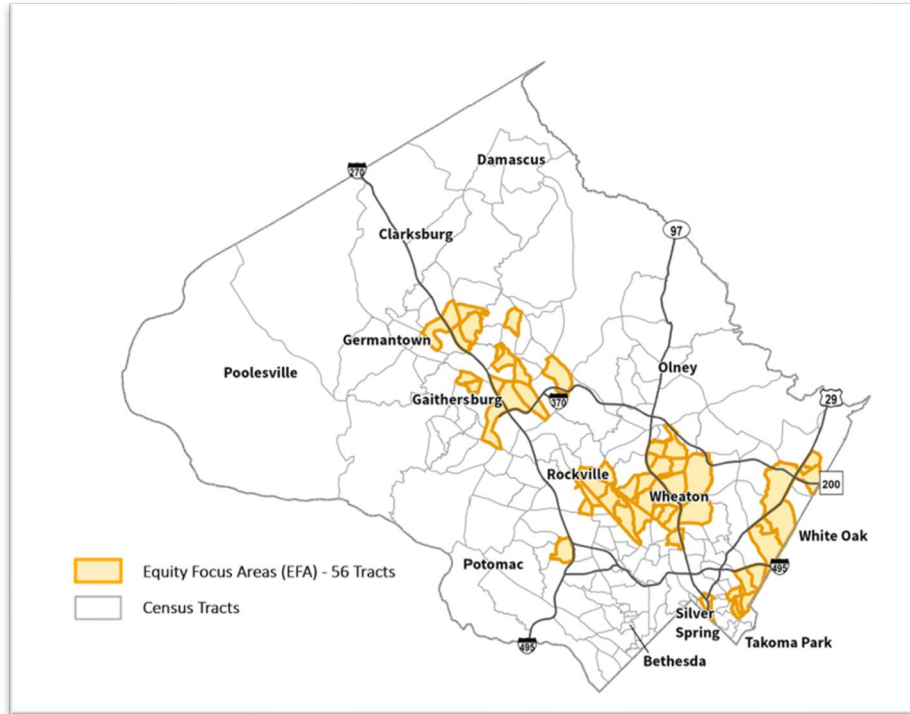 Damascus
270
97
Clarksburg
Germantown
Olney
Poolesville
29
Gaithersburg
370
Rockville
200
Wheaton
White Oak
Potomac
495
Equity Focus Areas (EFA) - 56 Tracts
Census Tracts
Silver
Spring
495
Takoma Park
Bethesda